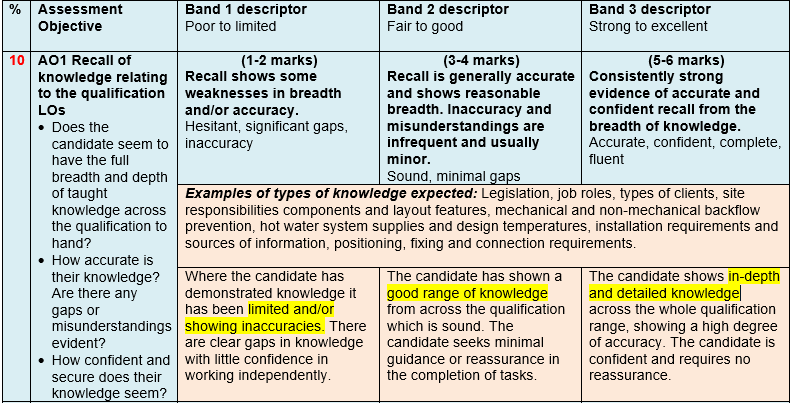 %
Assessment
Objective
Band 1 descriptor
Poor to limited
Band 2 descriptor
Fair to good
Band 3 descriptor
Strong to excellent
10
AO1 Recall of
knowledge relating
to the qualification
LOs
• Does the
candidate seem to
have the full
breadth and depth
of taught
knowledge across
the qualification to
hand?
• How accurate is
their knowledge?
Are there any
gaps or
misunderstandings
evident?
• How confident and
secure does their
knowledge seem?
(1-2 marks)
Recall shows some
weaknesses in breadth
and/or accuracy.
Hesitant, significant gaps,
inaccuracy
(3-4 marks)
Recall is generally accurate
and shows reasonable
breadth. Inaccuracy and
misunderstandings are
infrequent and usually
minor.
Sound, minimal gaps
(5-6 marks)
Consistently strong
evidence of accurate and
confident recall from the
breadth of knowledge.
Accurate, confident, complete,
fluent
Examples of types of knowledge expected: Legislation, job roles, types of clients, site
responsibilities components and layout features, mechanical and non-mechanical backflow
prevention, hot water system supplies and design temperatures, installation requirements and
sources of information, positioning, fixing and connection requirements.
Where the candidate has
demonstrated knowledge it
has been limited and/or
showing inaccuracies. There
are clear gaps in knowledge
with little confidence in
working independently.
The candidate has shown a
good range of knowledge
from across the qualification
which is sound. The
candidate seeks minimal
guidance or reassurance in
the completion of tasks.
The candidate shows in-depth
and detailed knowledge
across the whole qualification
range, showing a high degree
of accuracy. The candidate is
confident and requires no
reassurance.